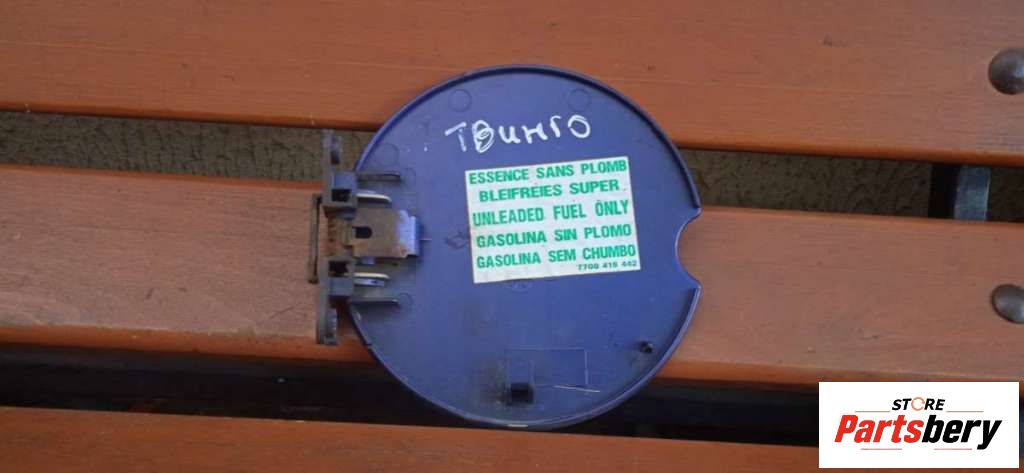 Твинго
ESSENCE SANS PLOMB
BLEIFREIES SUPER
UNLEADED FUEL ONLY
GASOLINA SIN PLOMO
GASOLINA SEM CHUMBO
7700 418 442
STORE
Partsbery